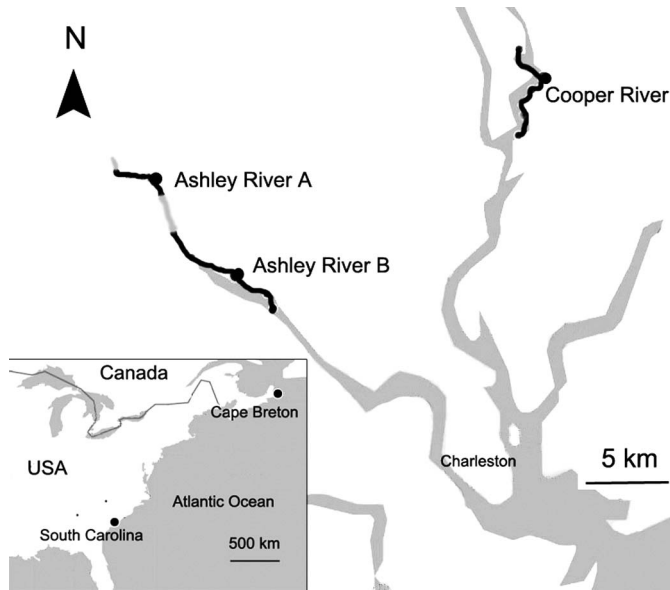 N
Cooper River
Ashley River A
Ashley River B
Canada
Cape Breton
USA
Charleston
5 km
Atlantic Ocean
South Carolina
500 km